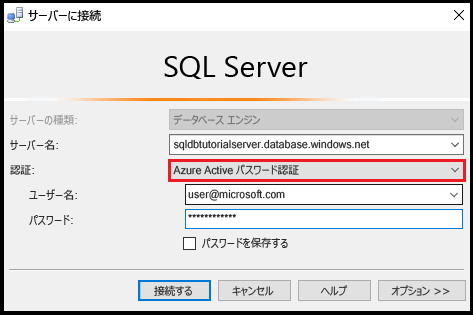 サーバーに接続
SQL Server
サーバーの種類: データベース エンジン
サーバー名: sqldbtutorialserver.database.windows.net
認証: Azure Active パスワード認証
ユーザー名: user@microsoft.com
パスワード: ************
パスワードを保存する
接続する キャンセル ヘルプ オプション >>